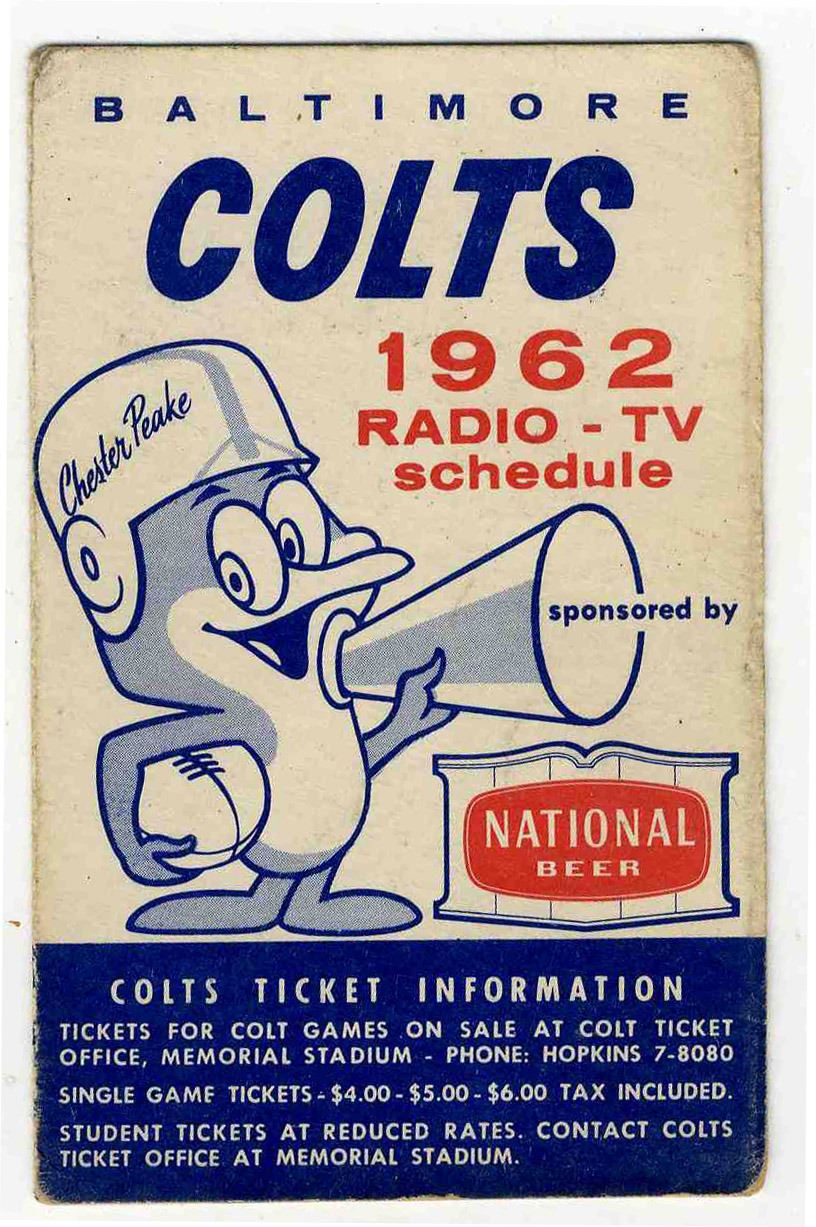 BALTIMORE
COLTS
1962
RADIO - TV
schedule
Chester Peake
sponsored by
NATIONAL
BEER
COLTS TICKET INFORMATION
TICKETS FOR COLT GAMES ON SALE AT COLT TICKET
OFFICE, MEMORIAL STADIUM - PHONE: HOPKINS 7-8080
SINGLE GAME TICKETS - $4.00 - $5.00 - $6.00 TAX INCLUDED.
STUDENT TICKETS AT REDUCED RATES. CONTACT COLTS
TICKET OFFICE AT MEMORIAL STADIUM.